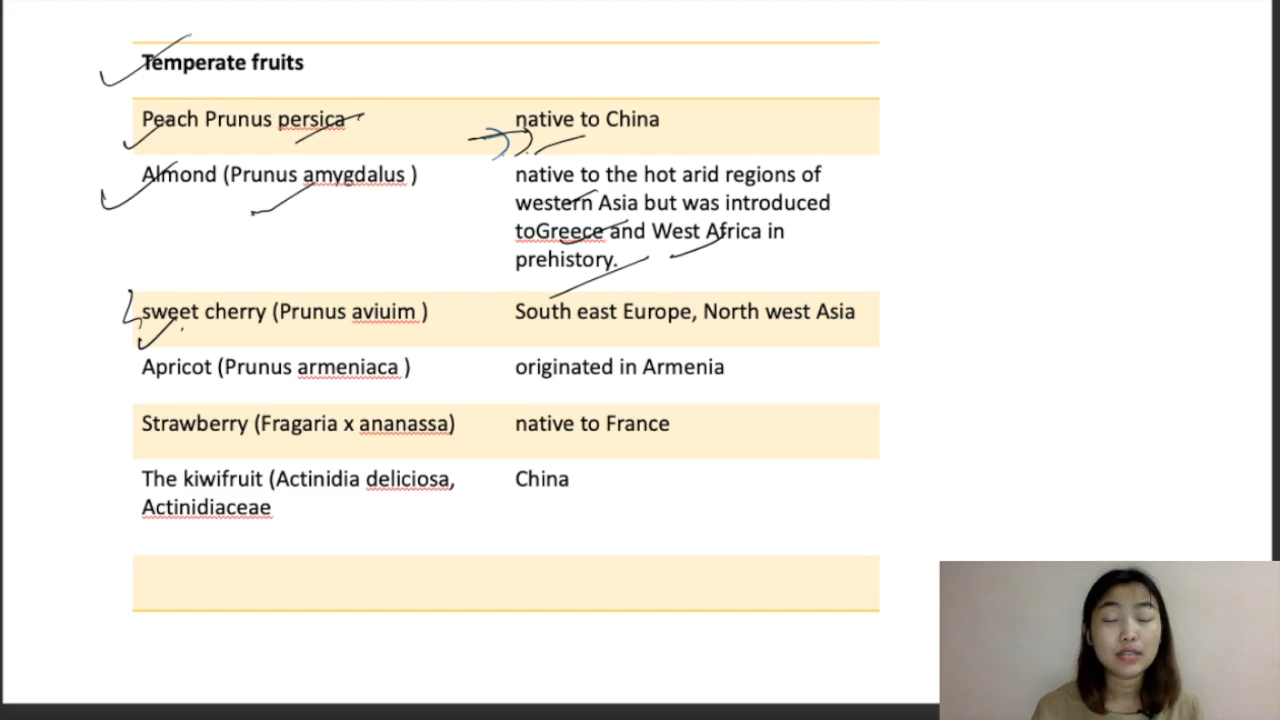 Temperate fruits
Peach Prunus persica
native to China
Almond (Prunus amygdalus )
native to the hot arid regions of
western Asia but was introduced
toGreece and West Africa in
prehistory.
sweet cherry (Prunus aviuim )
South east Europe, North west Asia
Apricot (Prunus armeniaca )
originated in Armenia
Strawberry (Fragaria x ananassa)
native to France
The kiwifruit (Actinidia deliciosa,
Actinidiaceae
China